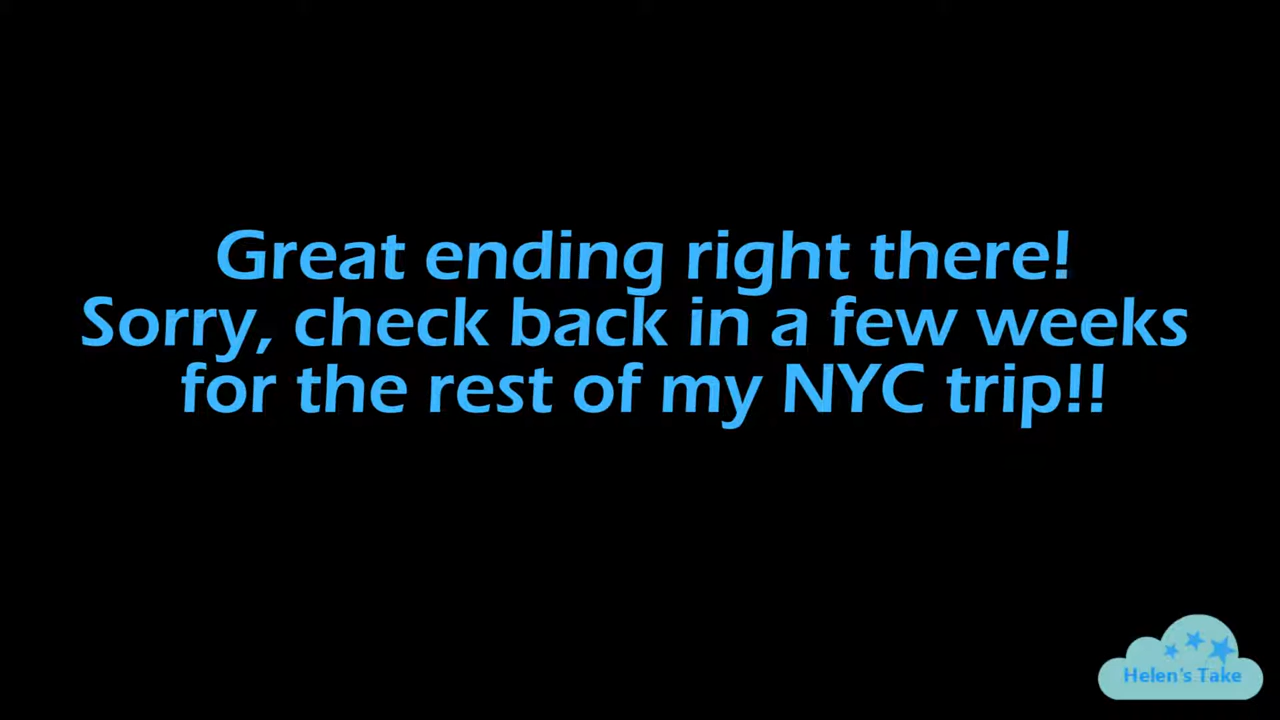 Great ending right there!
Sorry, check back in a few weeks
for the rest of my NYC trip!!
Helen's Take